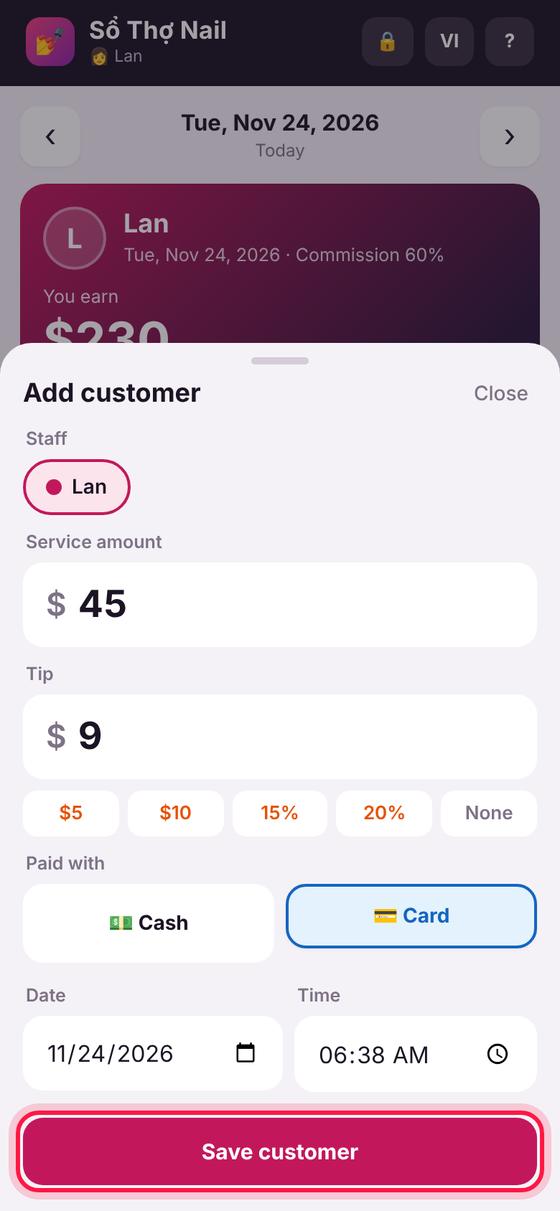 Sổ Thợ Nail
Lan
VI
?
Tue, Nov 24, 2026
Today
L
Lan
Tue, Nov 24, 2026 · Commission 60%
You earn
$230
Add customer
Close
Staff
Lan
Service amount
$ 45
Tip
$ 9
$5 $10 15% 20% None
Paid with
Cash Card
Date Time
11/24/2026 06:38 AM
Save customer